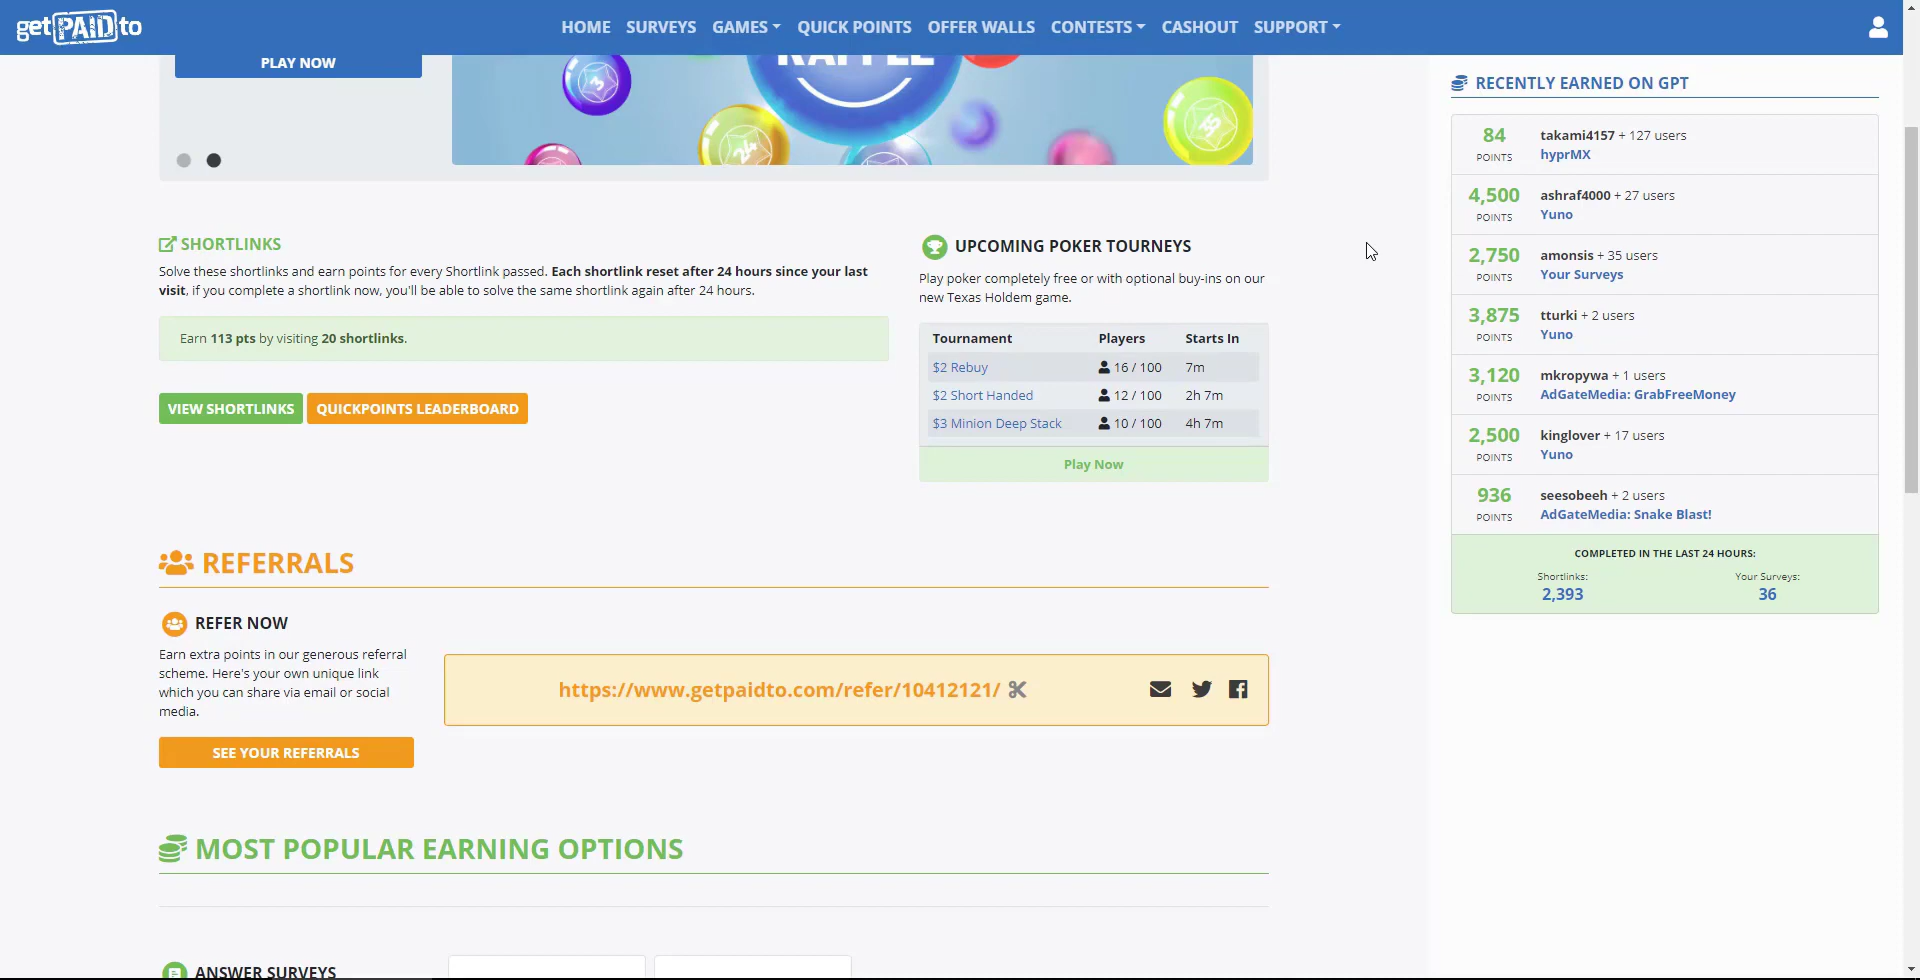 getPAIDto
HOME SURVEYS GAMES QUICK POINTS OFFER WALLS CONTESTS CASHOUT SUPPORT
PLAY NOW
3
24
35
SHORTLINKS
Solve these shortlinks and earn points for every Shortlink passed. Each shortlink reset after 24 hours since your last
visit, if you complete a shortlink now, you'll be able to solve the same shortlink again after 24 hours.
Earn 113 pts by visiting 20 shortlinks.
VIEW SHORTLINKS QUICKPOINTS LEADERBOARD
UPCOMING POKER TOURNEYS
Play poker completely free or with optional buy-ins on our
new Texas Holdem game.
Tournament Players Starts In
$2 Rebuy 16 / 100 7m
$2 Short Handed 12 / 100 2h 7m
$3 Minion Deep Stack 10 / 100 4h 7m
Play Now
REFERRALS
REFER NOW
Earn extra points in our generous referral
scheme. Here's your own unique link
which you can share via email or social
media.
SEE YOUR REFERRALS
https://www.getpaidto.com/refer/10412121/
MOST POPULAR EARNING OPTIONS
ANSWER SURVEYS
RECENTLY EARNED ON GPT
84 POINTS
takami4157 + 127 users
hyprMX
4,500 POINTS
ashraf4000 + 27 users
Yuno
2,750 POINTS
amonsis + 35 users
Your Surveys
3,875 POINTS
tturki + 2 users
Yuno
3,120 POINTS
mkropywa + 1 users
AdGateMedia: GrabFreeMoney
2,500 POINTS
kinglover + 17 users
Yuno
936 POINTS
seesobeeh + 2 users
AdGateMedia: Snake Blast!
COMPLETED IN THE LAST 24 HOURS:
Shortlinks: Your Surveys:
2,393 36